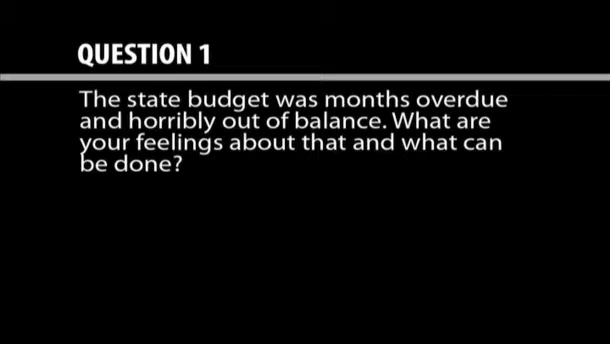 QUESTION 1
The state budget was months overdue
and horribly out of balance. What are
your feelings about that and what can
be done?